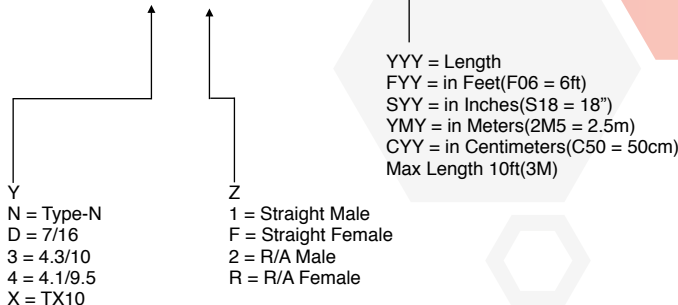 YYY = Length
FYY = in Feet(F06 = 6ft)
SYY = in Inches(S18 = 18”)
YMY = in Meters(2M5 = 2.5m)
CYY = in Centimeters(C50 = 50cm)
Max Length 10ft(3M)
Y
N = Type-N
D = 7/16
3 = 4.3/10
4 = 4.1/9.5
X = TX10
Z
1 = Straight Male
F = Straight Female
2 = R/A Male
R = R/A Female